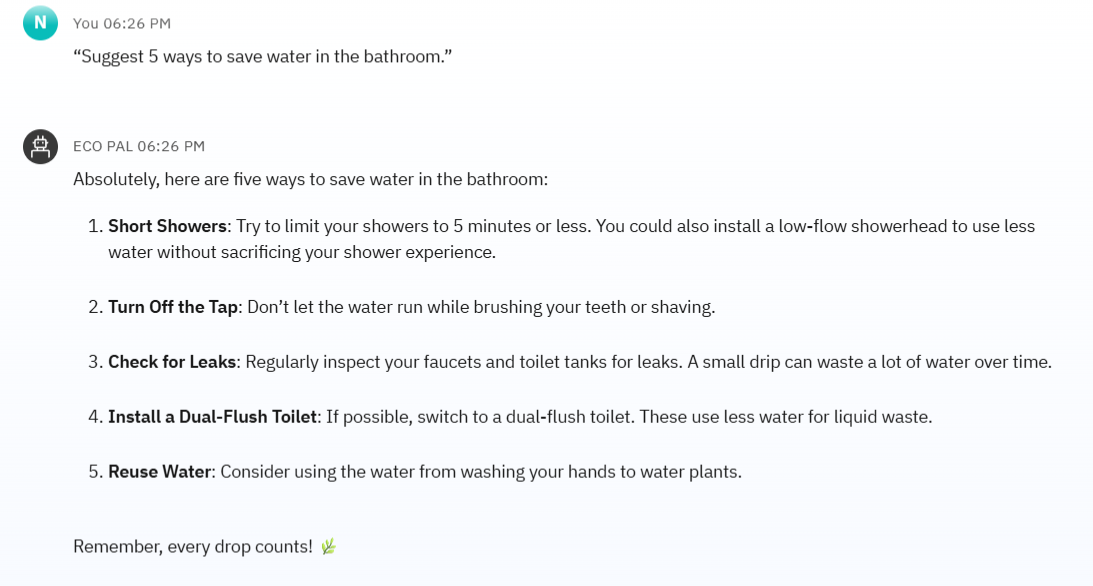 N
You 06:26 PM
“Suggest 5 ways to save water in the bathroom.”
ECO PAL 06:26 PM
Absolutely, here are five ways to save water in the bathroom:
1. Short Showers: Try to limit your showers to 5 minutes or less. You could also install a low-flow showerhead to use less
water without sacrificing your shower experience.
2. Turn Off the Tap: Don’t let the water run while brushing your teeth or shaving.
3. Check for Leaks: Regularly inspect your faucets and toilet tanks for leaks. A small drip can waste a lot of water over time.
4. Install a Dual-Flush Toilet: If possible, switch to a dual-flush toilet. These use less water for liquid waste.
5. Reuse Water: Consider using the water from washing your hands to water plants.
Remember, every drop counts! 🌿